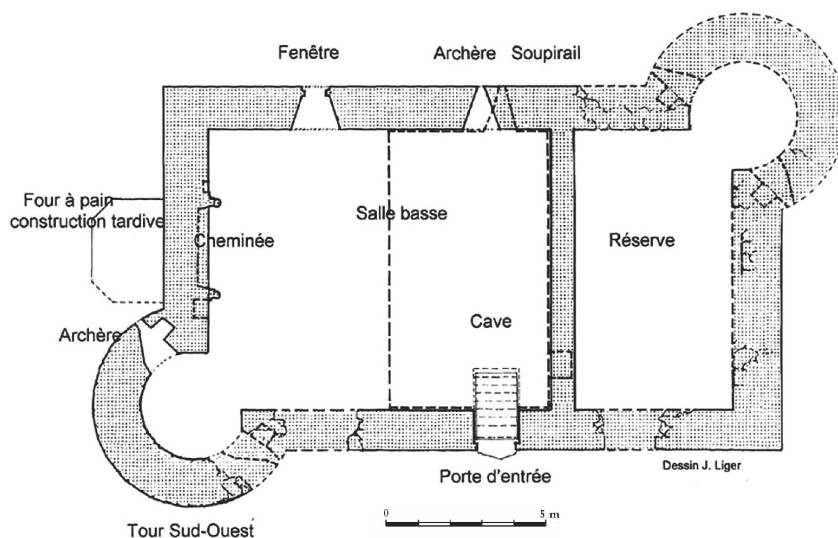 Fenêtre
Archère
Soupirail
Four à pain
construction tardive
Salle basse
Cheminée
Réserve
Archère
Cave
Dessin J. Liger
Porte d'entrée
Tour Sud-Ouest
0
5 m